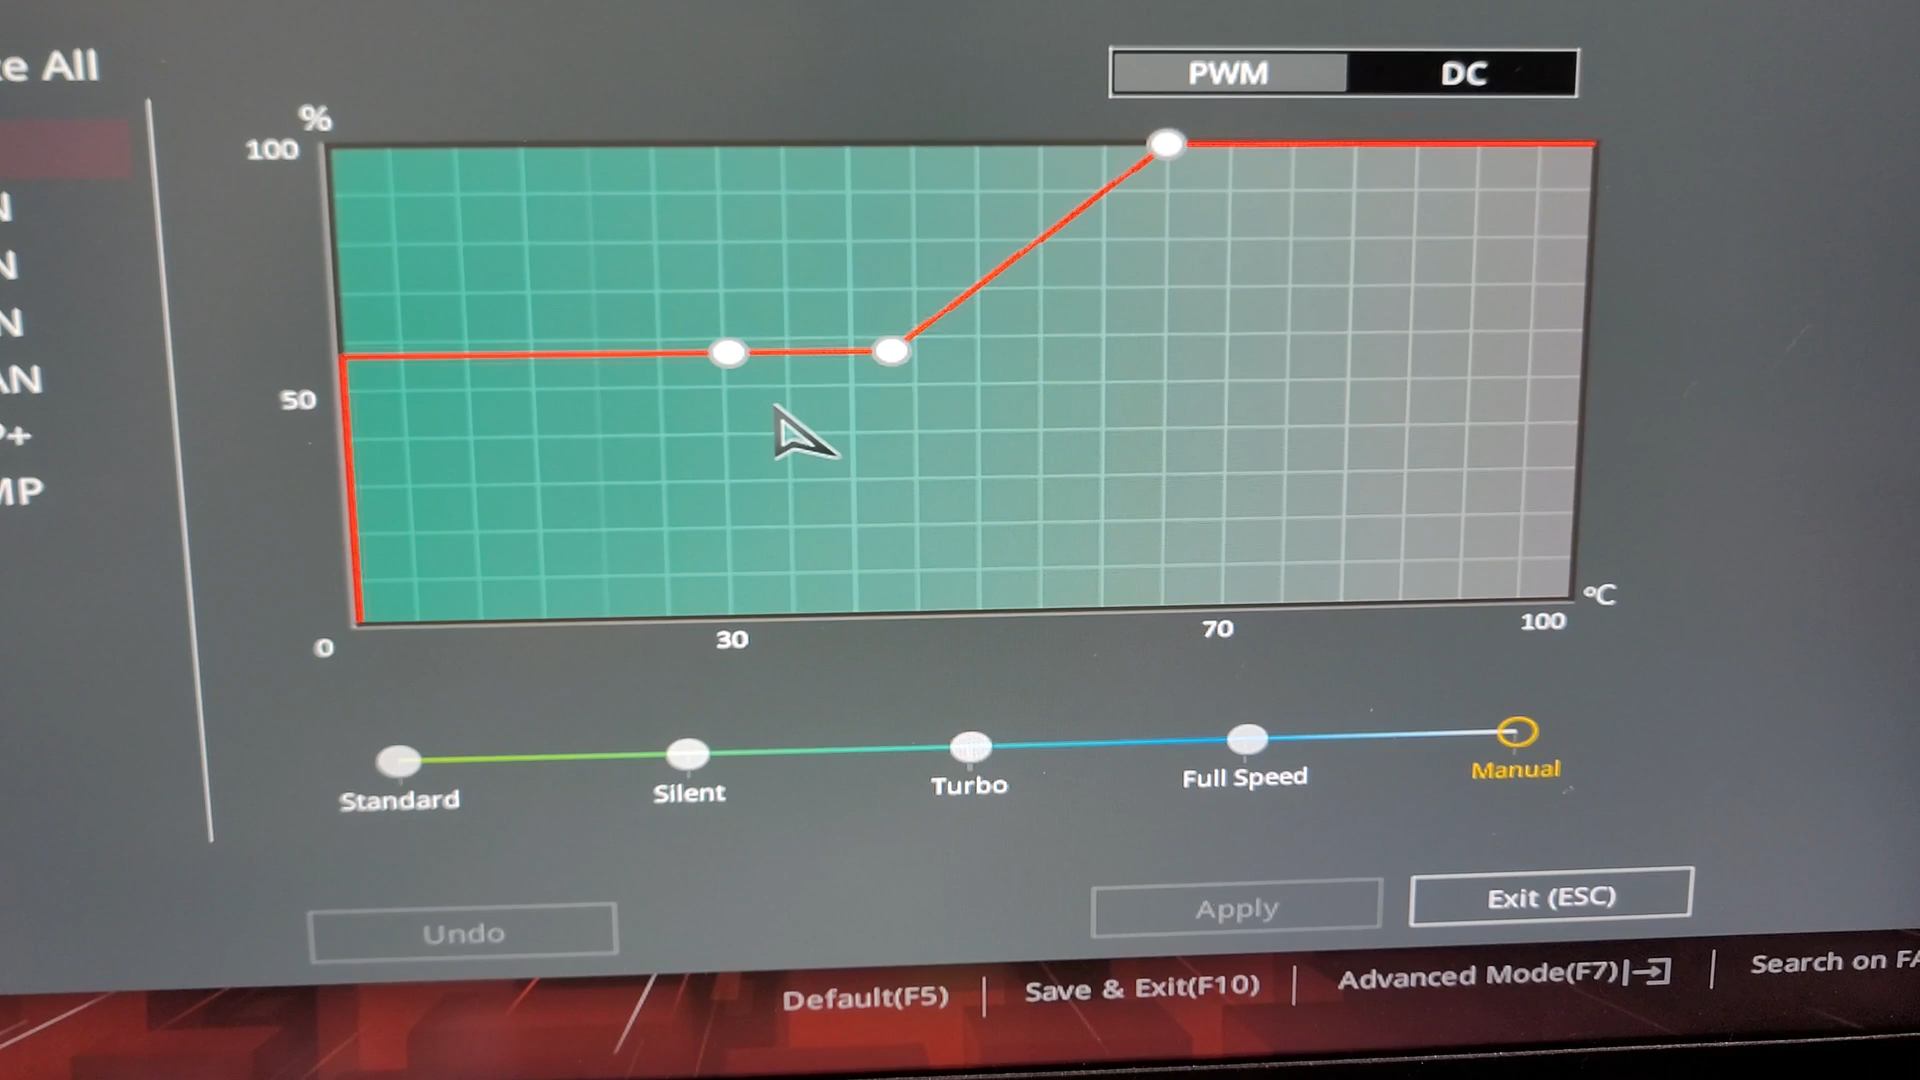 e All
PWM DC
%
100
N
N
N
AN
50
P+
MP
0 30 70 100 °C
Standard Silent Turbo Full Speed Manual
Undo Apply Exit (ESC)
Default(F5) | Save & Exit(F10) | Advanced Mode(F7) | Search on FA